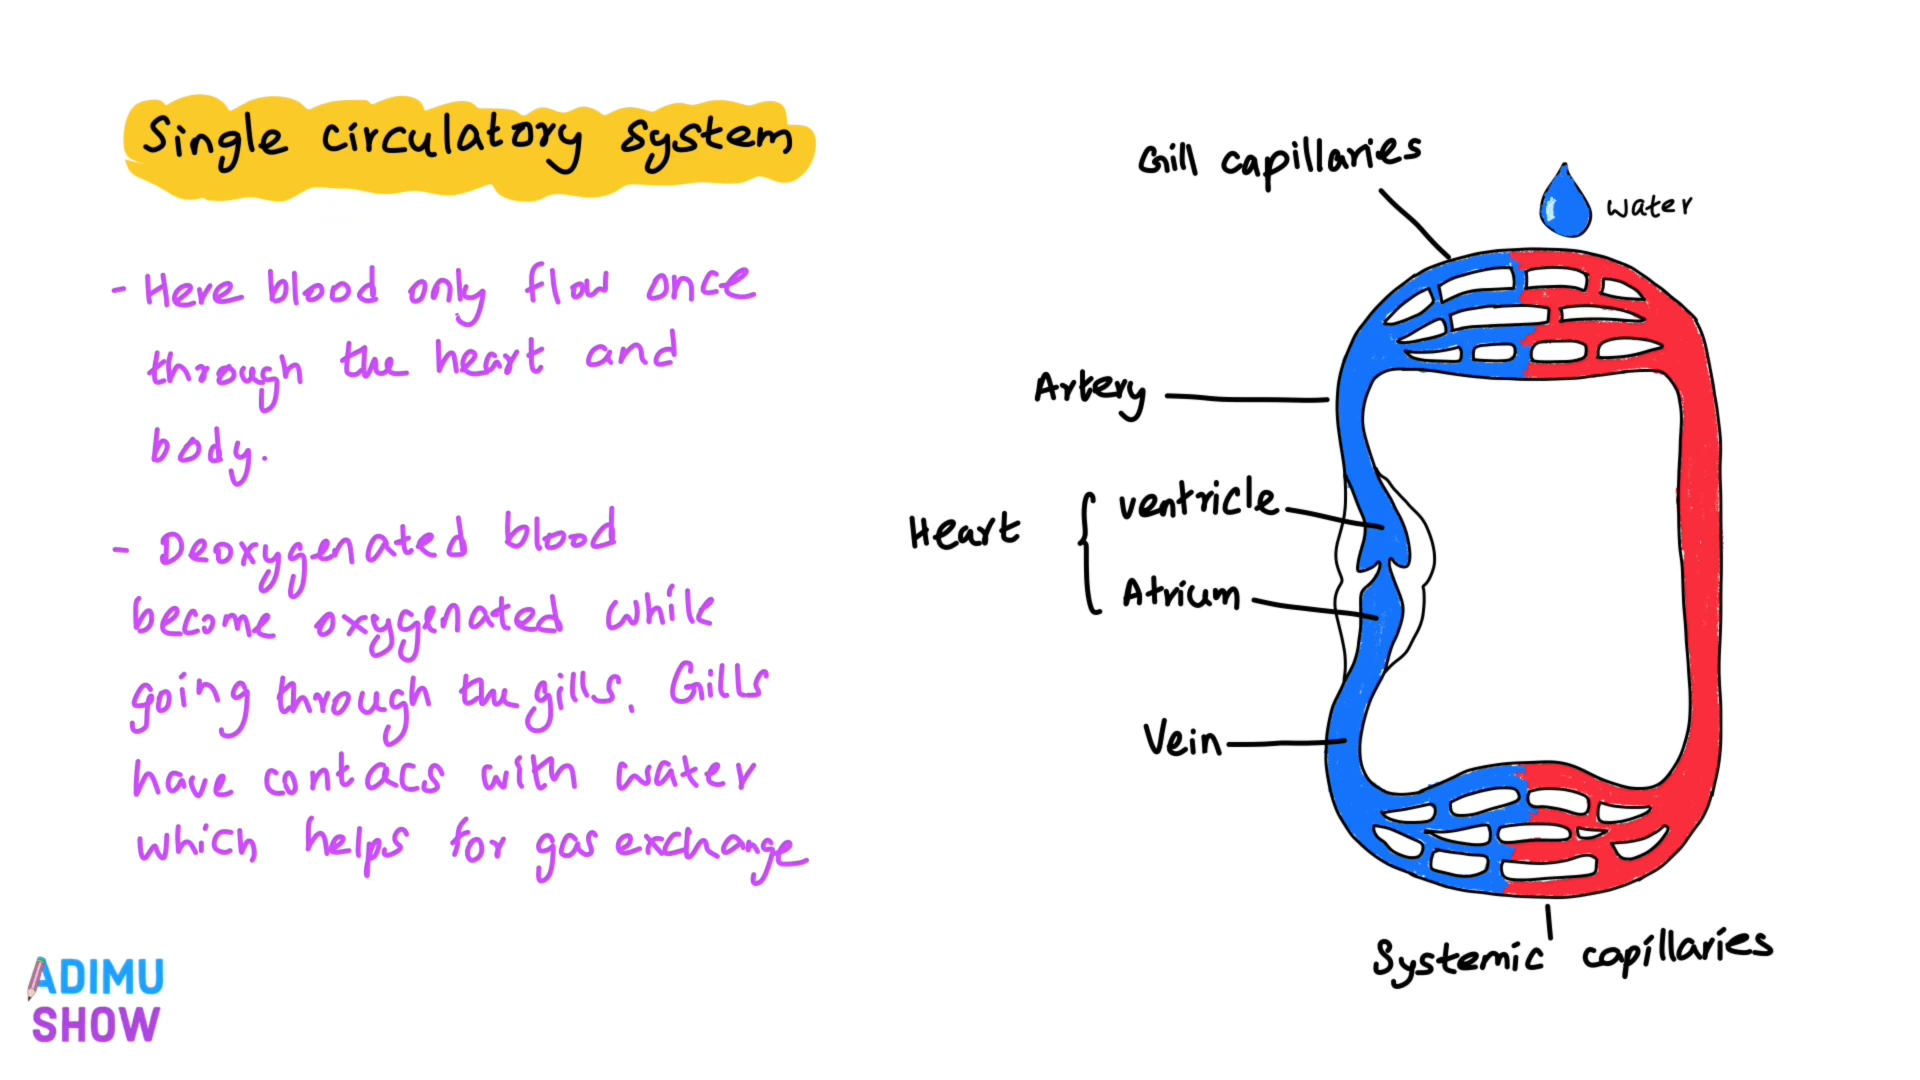 Single circulatory system
- Here blood only flow once
through the heart and
body.
- Deoxygenated blood
become oxygenated while
going through the gills. Gills
have contacs with water
which helps for gas exchange
ADIMU
SHOW
Gill capillaries
water
Artery
Heart
ventricle
Atrium
Vein
Systemic capillaries